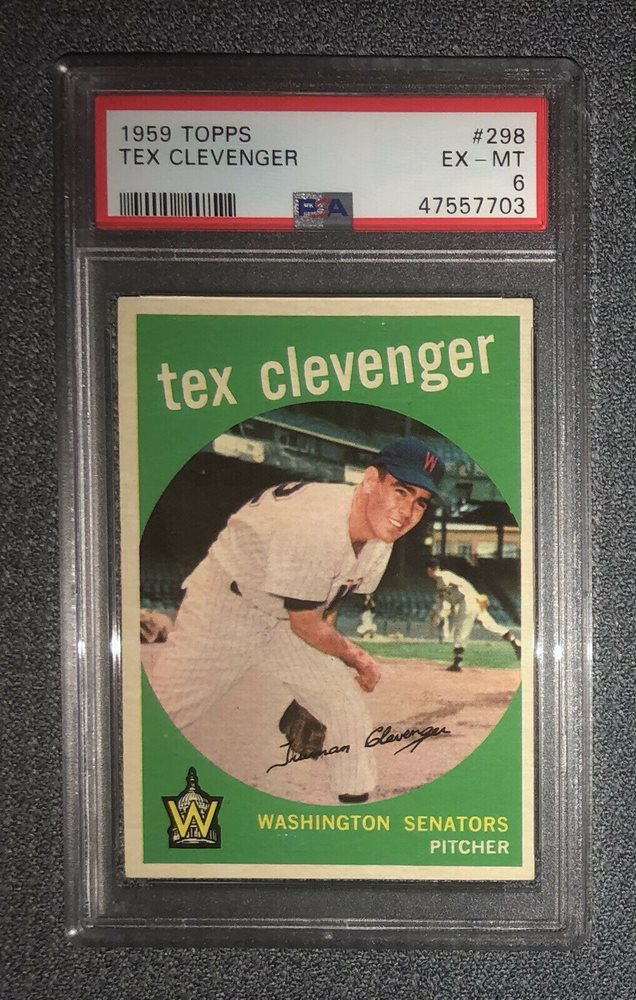 1959 TOPPS #298
TEX CLEVENGER EX - MT
6
PSA 47557703
tex clevenger
W
Truman Clevenger
W
WASHINGTON SENATORS
PITCHER